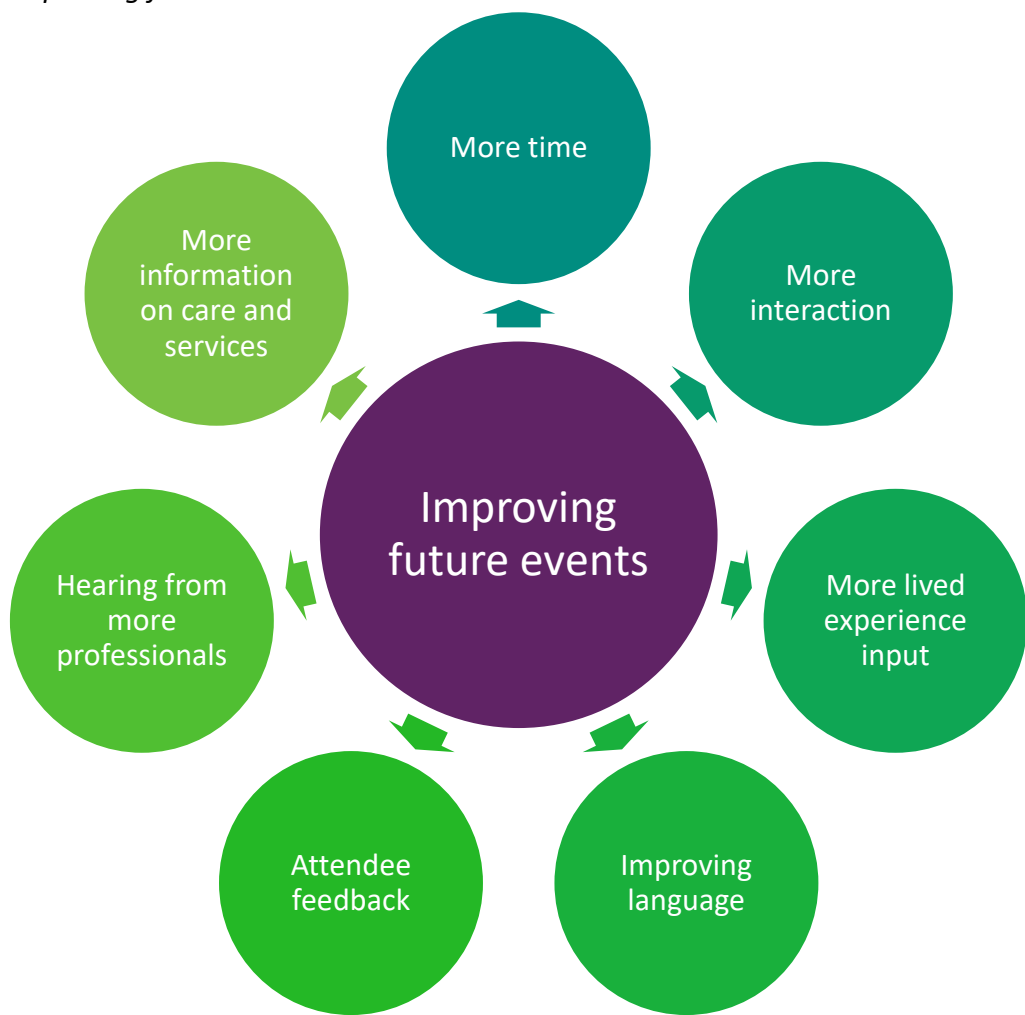 More time
More
interaction
More lived
experience
input
Improving
language
Attendee
feedback
Hearing from
more
professionals
More
information
on care and
services
Improving
future events